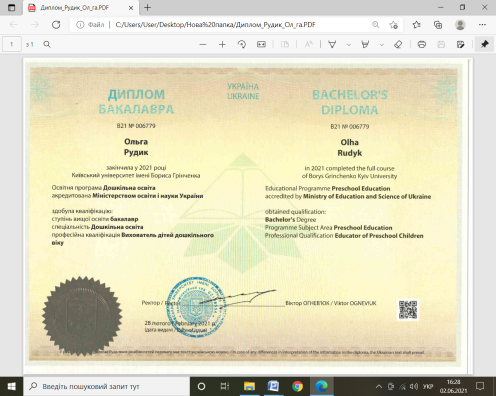 Диплом_Рудик_Ол_га.PDF
Файл | C:/Users/User/Desktop/Нова%20папка/Диплом_Рудик_Ол_га.PDF
1 з 1
УКРАЇНА
UKRAINE
ДИПЛОМ
БАКАЛАВРА
B21 № 006779
Ольга
Рудик
закінчила у 2021 році
Київський університет імені Бориса Грінченка
Освітня програма Дошкільна освіта
акредитована Міністерством освіти і науки України
здобула кваліфікацію:
ступінь вищої освіти бакалавр
спеціальність Дошкільна освіта
професійна кваліфікація Вихователь дітей дошкільного
віку
BACHELOR'S
DIPLOMA
B21 № 006779
Olha
Rudyk
in 2021 completed the full course
of Borys Grinchenko Kyiv University
Educational Programme Preschool Education
accredited by Ministry of Education and Science of Ukraine
obtained qualification:
Bachelor's Degree
Programme Subject Area Preschool Education
Professional Qualification Educator of Preschool Children
Ректор / Rector
Віктор ОГНЕВ'ЮК / Viktor OGNEVIUK
28 лютого / February 2021 р.
Введіть пошуковий запит тут
УКР
16:28
02.06.2021